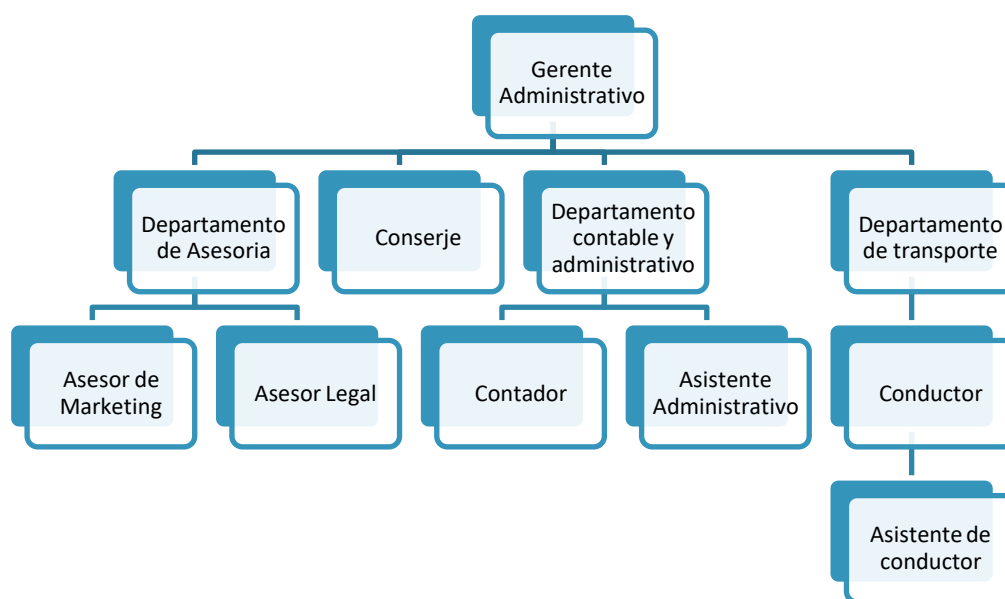 Gerente
Administrativo
Departamento
de Asesoria
Conserje
Departamento
contable y
administrativo
Departamento
de transporte
Asesor de
Marketing
Asesor Legal
Contador
Asistente
Administrativo
Conductor
Asistente de
conductor